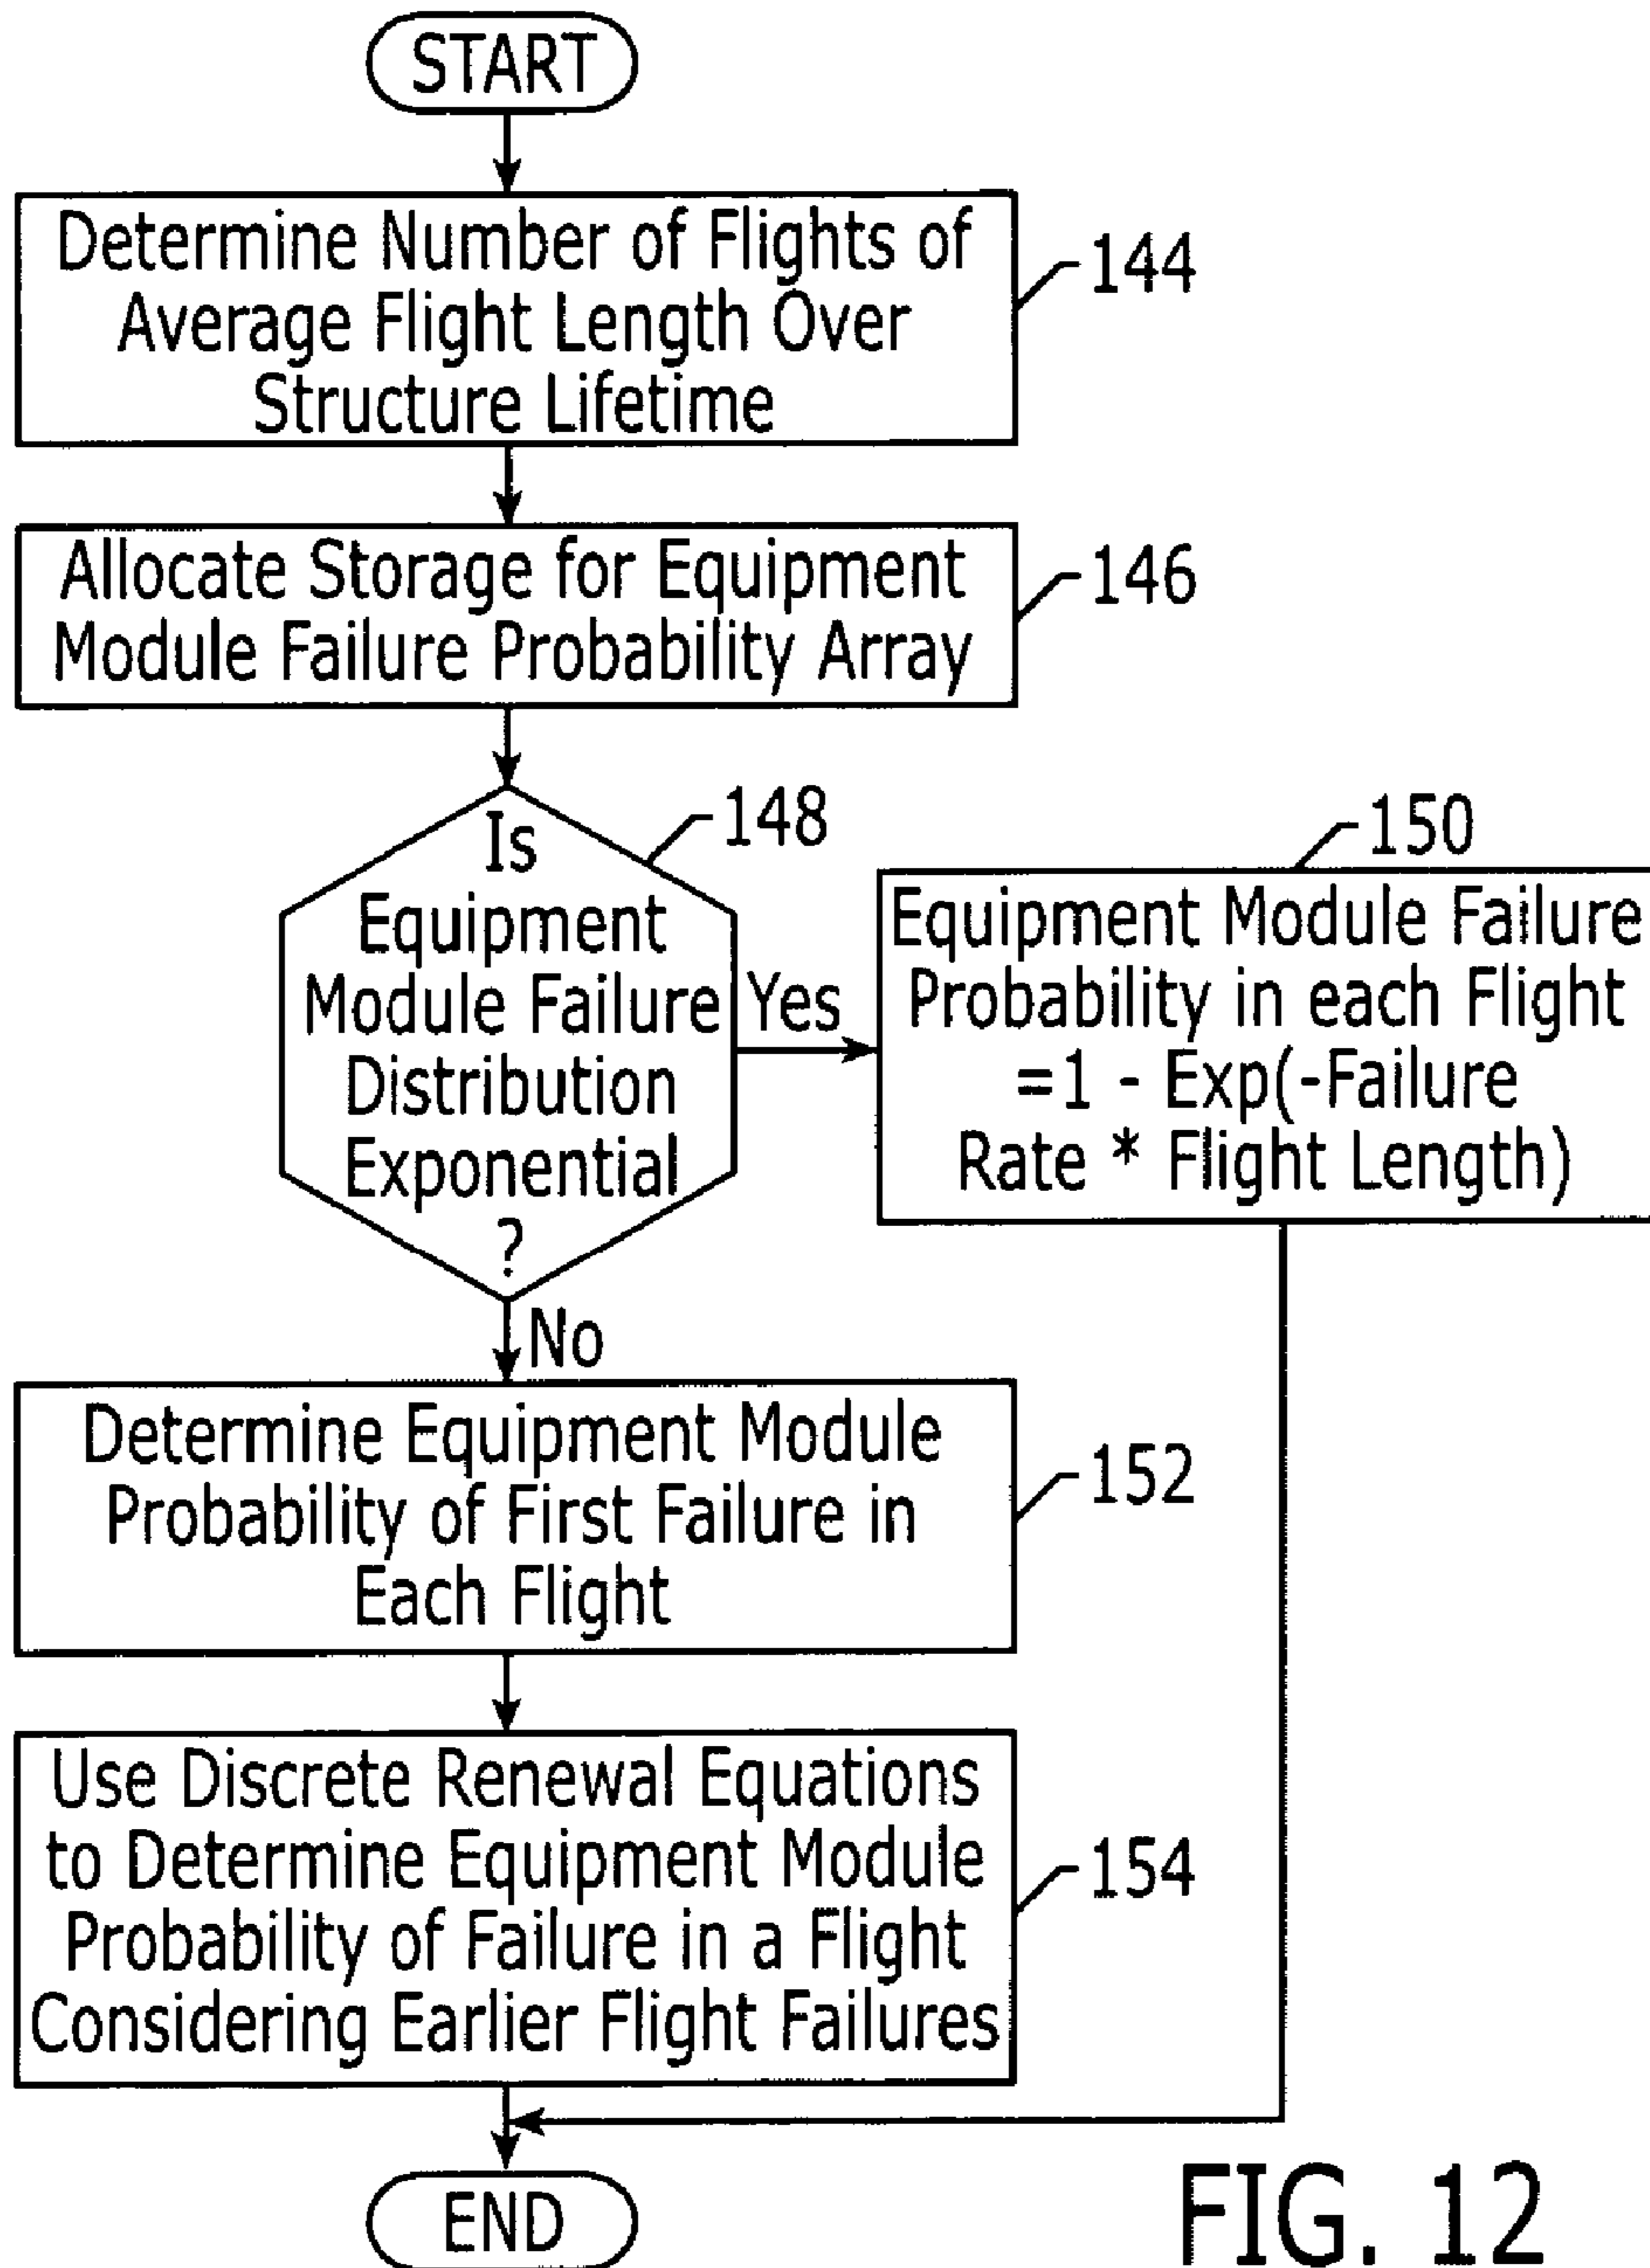 START
Determine Number of Flights of
Average Flight Length Over
Structure Lifetime
144
Allocate Storage for Equipment
Module Failure Probability Array
146
Is
Equipment
Module Failure
Distribution
Exponential
?
148
Yes
150
Equipment Module Failure
Probability in each Flight
=1 - Exp(-Failure
Rate * Flight Length)
No
Determine Equipment Module
Probability of First Failure in
Each Flight
152
Use Discrete Renewal Equations
to Determine Equipment Module
Probability of Failure in a Flight
Considering Earlier Flight Failures
154
END
FIG. 12